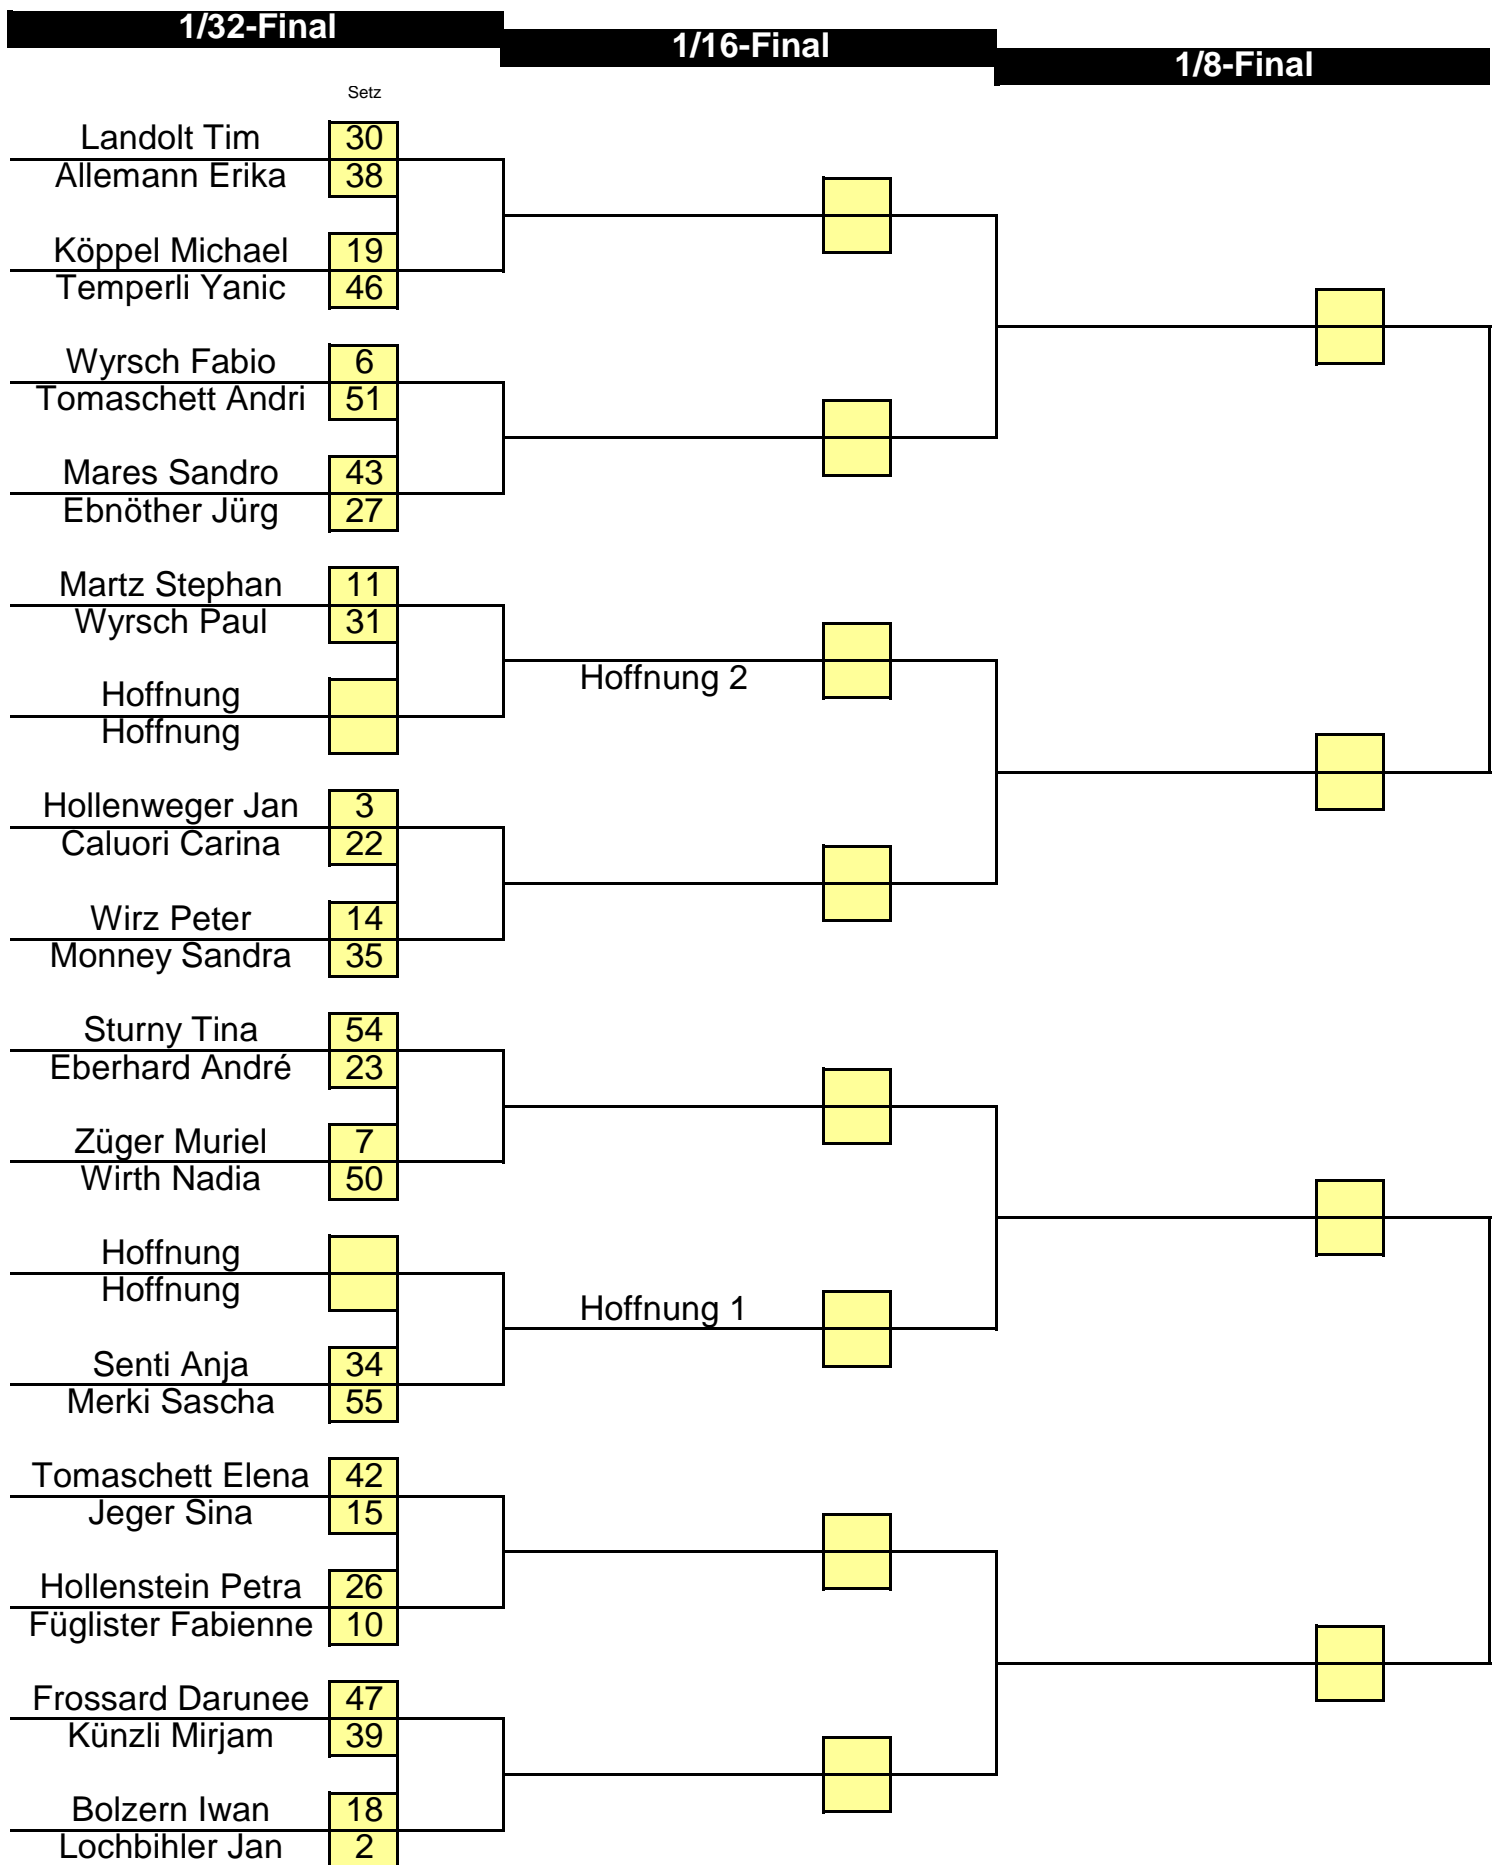 1/32-Final
1/16-Final
1/8-Final
Setz
Landolt Tim 30
Allemann Erika 38
Köppel Michael 19
Temperli Yanic 46
Wyrsch Fabio 6
Tomaschett Andri 51
Mares Sandro 43
Ebnöther Jürg 27
Martz Stephan 11
Wyrsch Paul 31
Hoffnung 2
Hoffnung
Hoffnung
Hollenweger Jan 3
Caluori Carina 22
Wirz Peter 14
Monney Sandra 35
Sturny Tina 54
Eberhard André 23
Züger Muriel 7
Wirth Nadia 50
Hoffnung
Hoffnung
Hoffnung 1
Senti Anja 34
Merki Sascha 55
Tomaschett Elena 42
Jeger Sina 15
Hollenstein Petra 26
Füglister Fabienne 10
Frossard Darunee 47
Künzli Mirjam 39
Bolzern Iwan 18
Lochbihler Jan 2